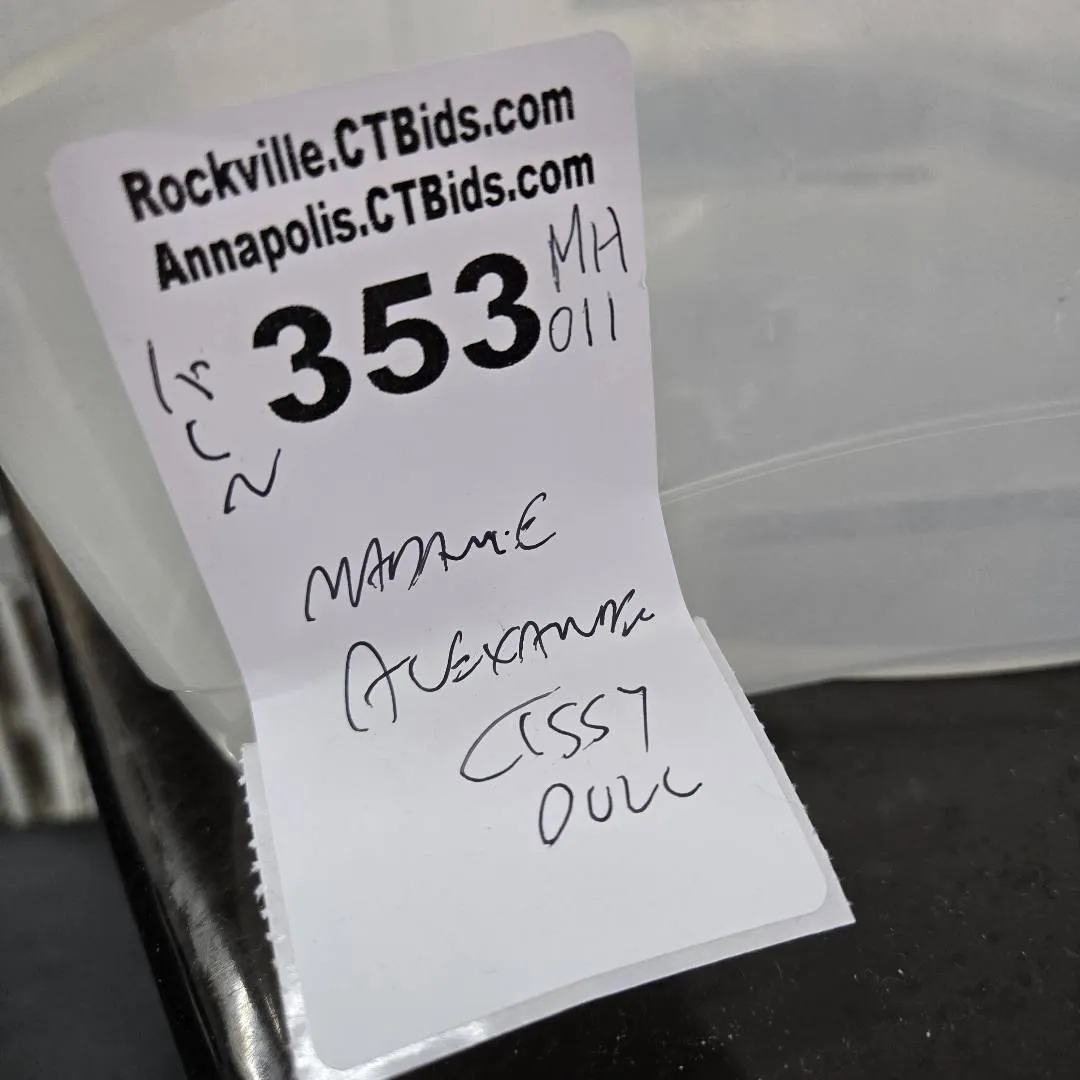 Rockville.CTBids.com
Annapolis.CTBids.com
353
MH
011
C
N
MADAME
ALEXANDER
CISSY
DOLL